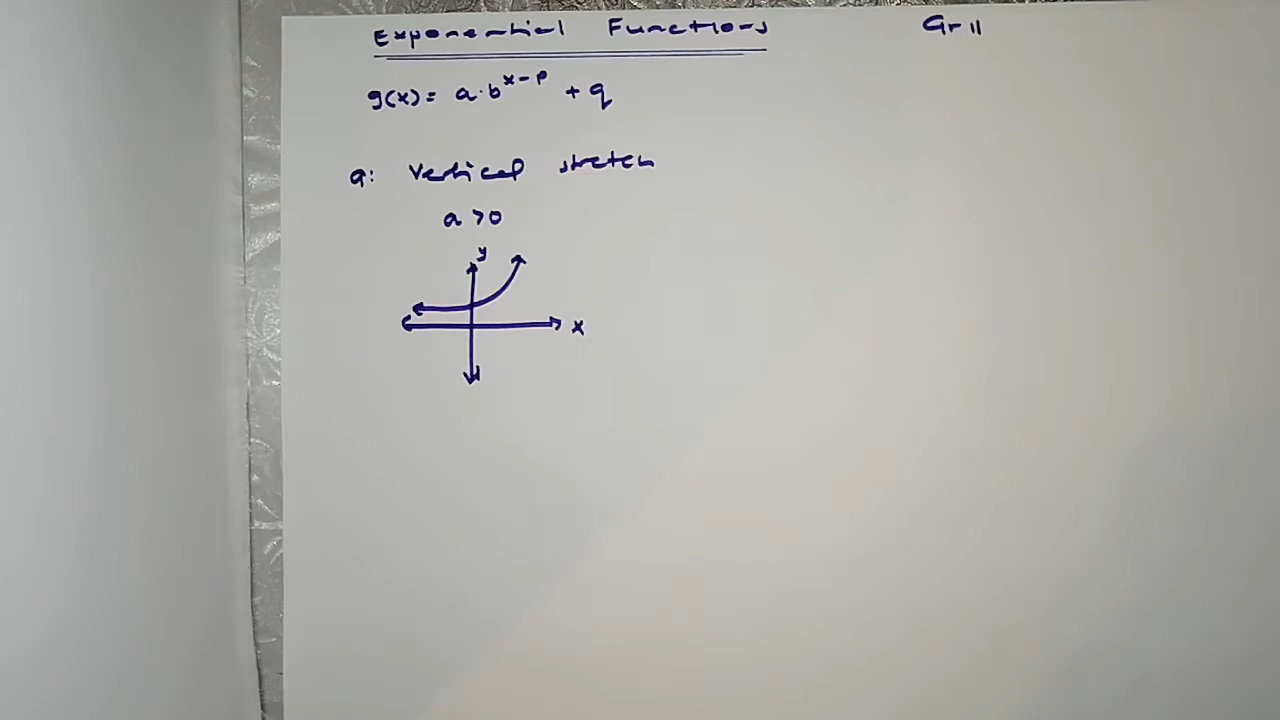 Exponential Functions Gr 11
g(x) = a·b^(x-p) + q
a: Vertical stretch
a > 0
y
x